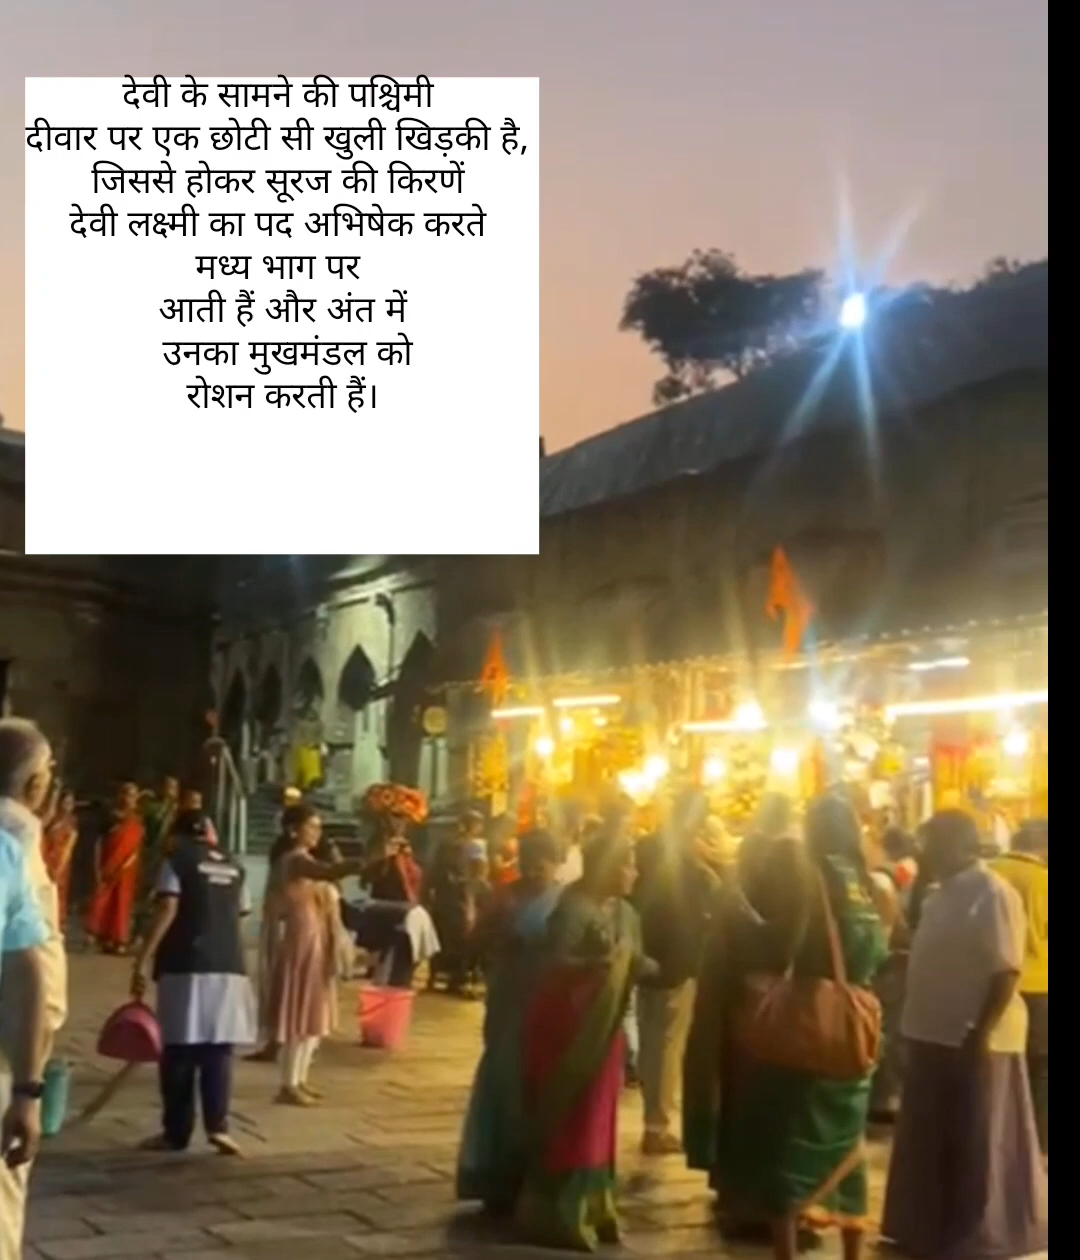 देवी के सामने की पश्चिमी
दीवार पर एक छोटी सी खुली खिड़की है,
जिससे होकर सूरज की किरणें
देवी लक्ष्मी का पद अभिषेक करते
मध्य भाग पर
आती हैं और अंत में
उनका मुखमंडल को
रोशन करती हैं।